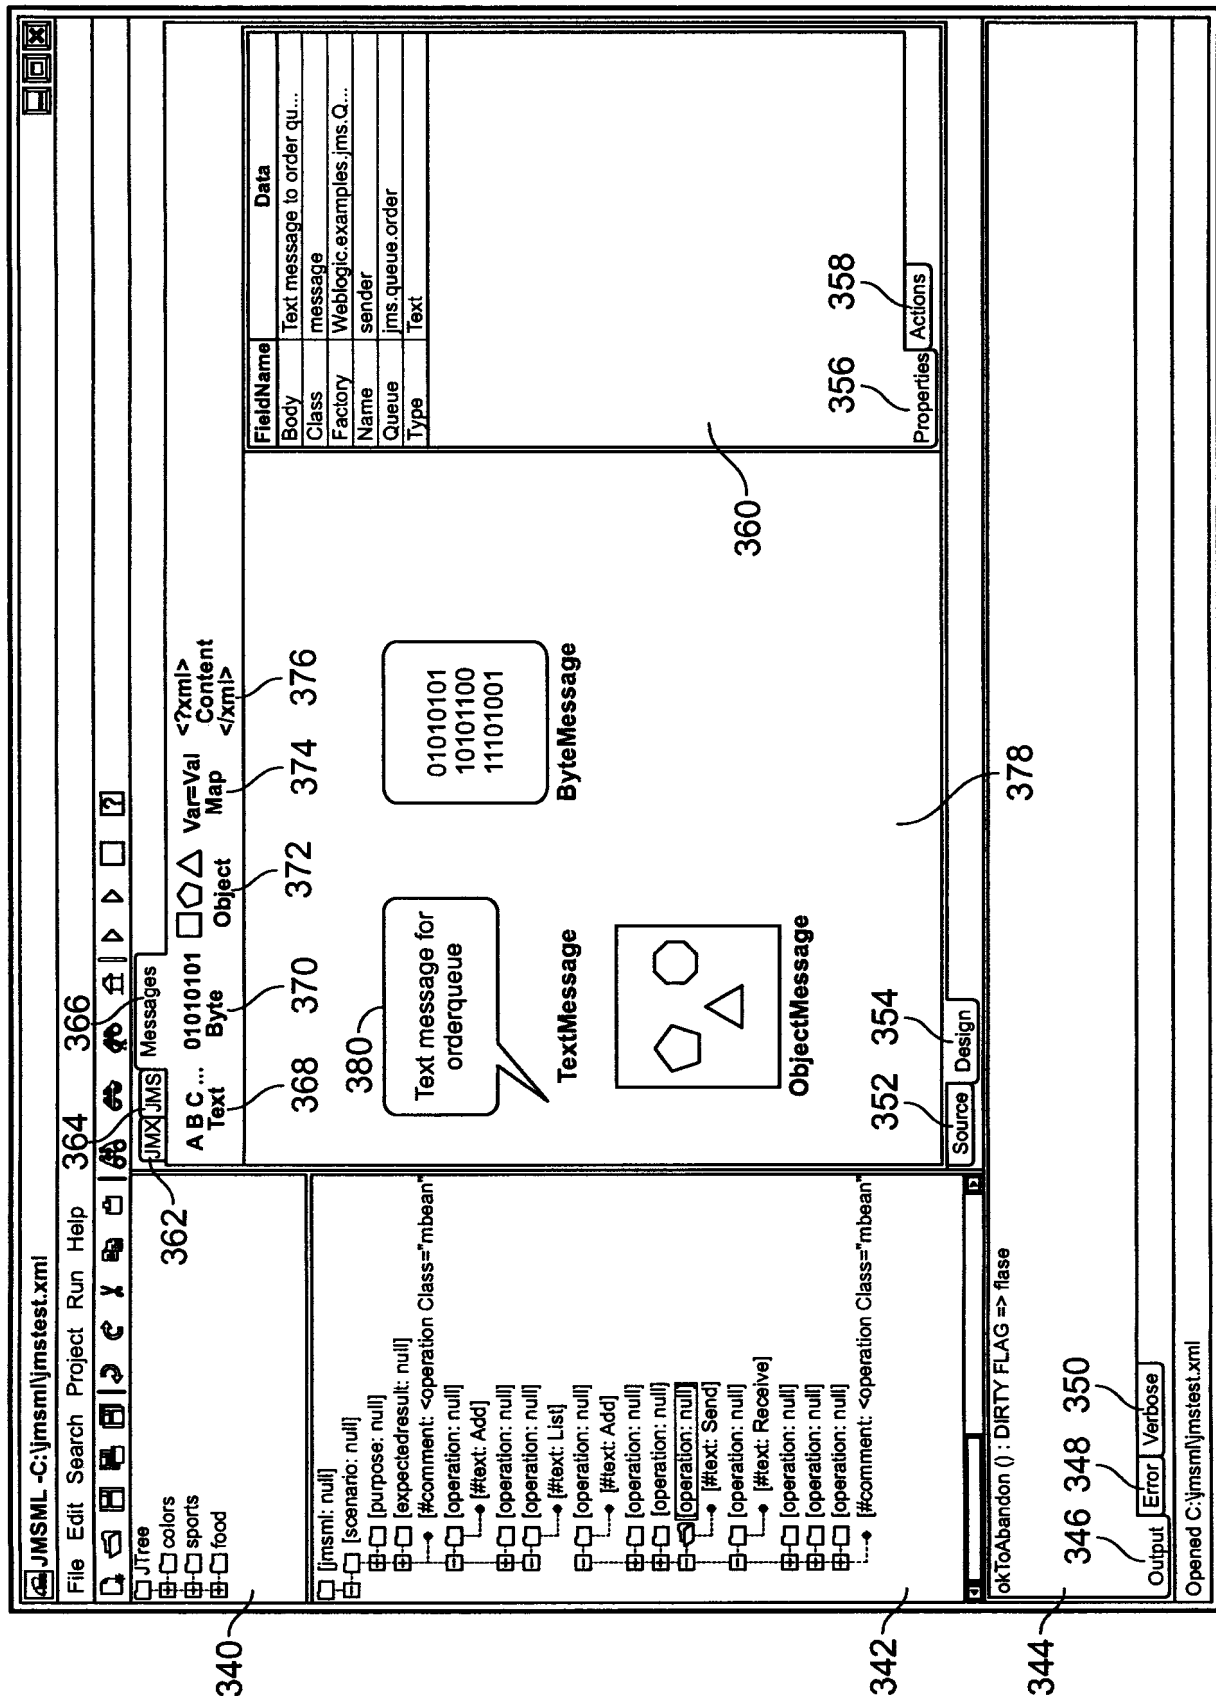 JMSML -C:\jmsml\jmstest.xml
File Edit Search Project Run Help
364
366
JTree
colors
sports
food
340
362
JMX
JMS
Messages
A B C ...
Text
01010101
Byte
Object
Var=Val
Map
<?xml>
Content
</xml>
368
370
372
374
376
[jmsml: null]
[scenario: null]
[purpose: null]
[expectedresult: null]
[#comment: <operation Class="mbean"
[operation: null]
[#text: Add]
[operation: null]
[operation: null]
[#text: List]
[operation: null]
[#text: Add]
[operation: null]
[operation: null]
[operation: null]
[#text: Send]
[operation: null]
[#text: Receive]
[operation: null]
[operation: null]
[operation: null]
[#comment: <operation Class="mbean"
342
380
Text message for
orderqueue
TextMessage
01010101
10101100
11101001
ByteMessage
ObjectMessage
378
FieldName Data
Body Text message to order qu...
Class message
Factory Weblogic.examples.jms.Q...
Name sender
Queue jms.queue.order
Type Text
360
356
358
Properties
Actions
352
354
Source
Design
okToAbandon () : DIRTY FLAG => flase
344
346
348
350
Output
Error
Verbose
Opened C:\jmsml\jmstest.xml